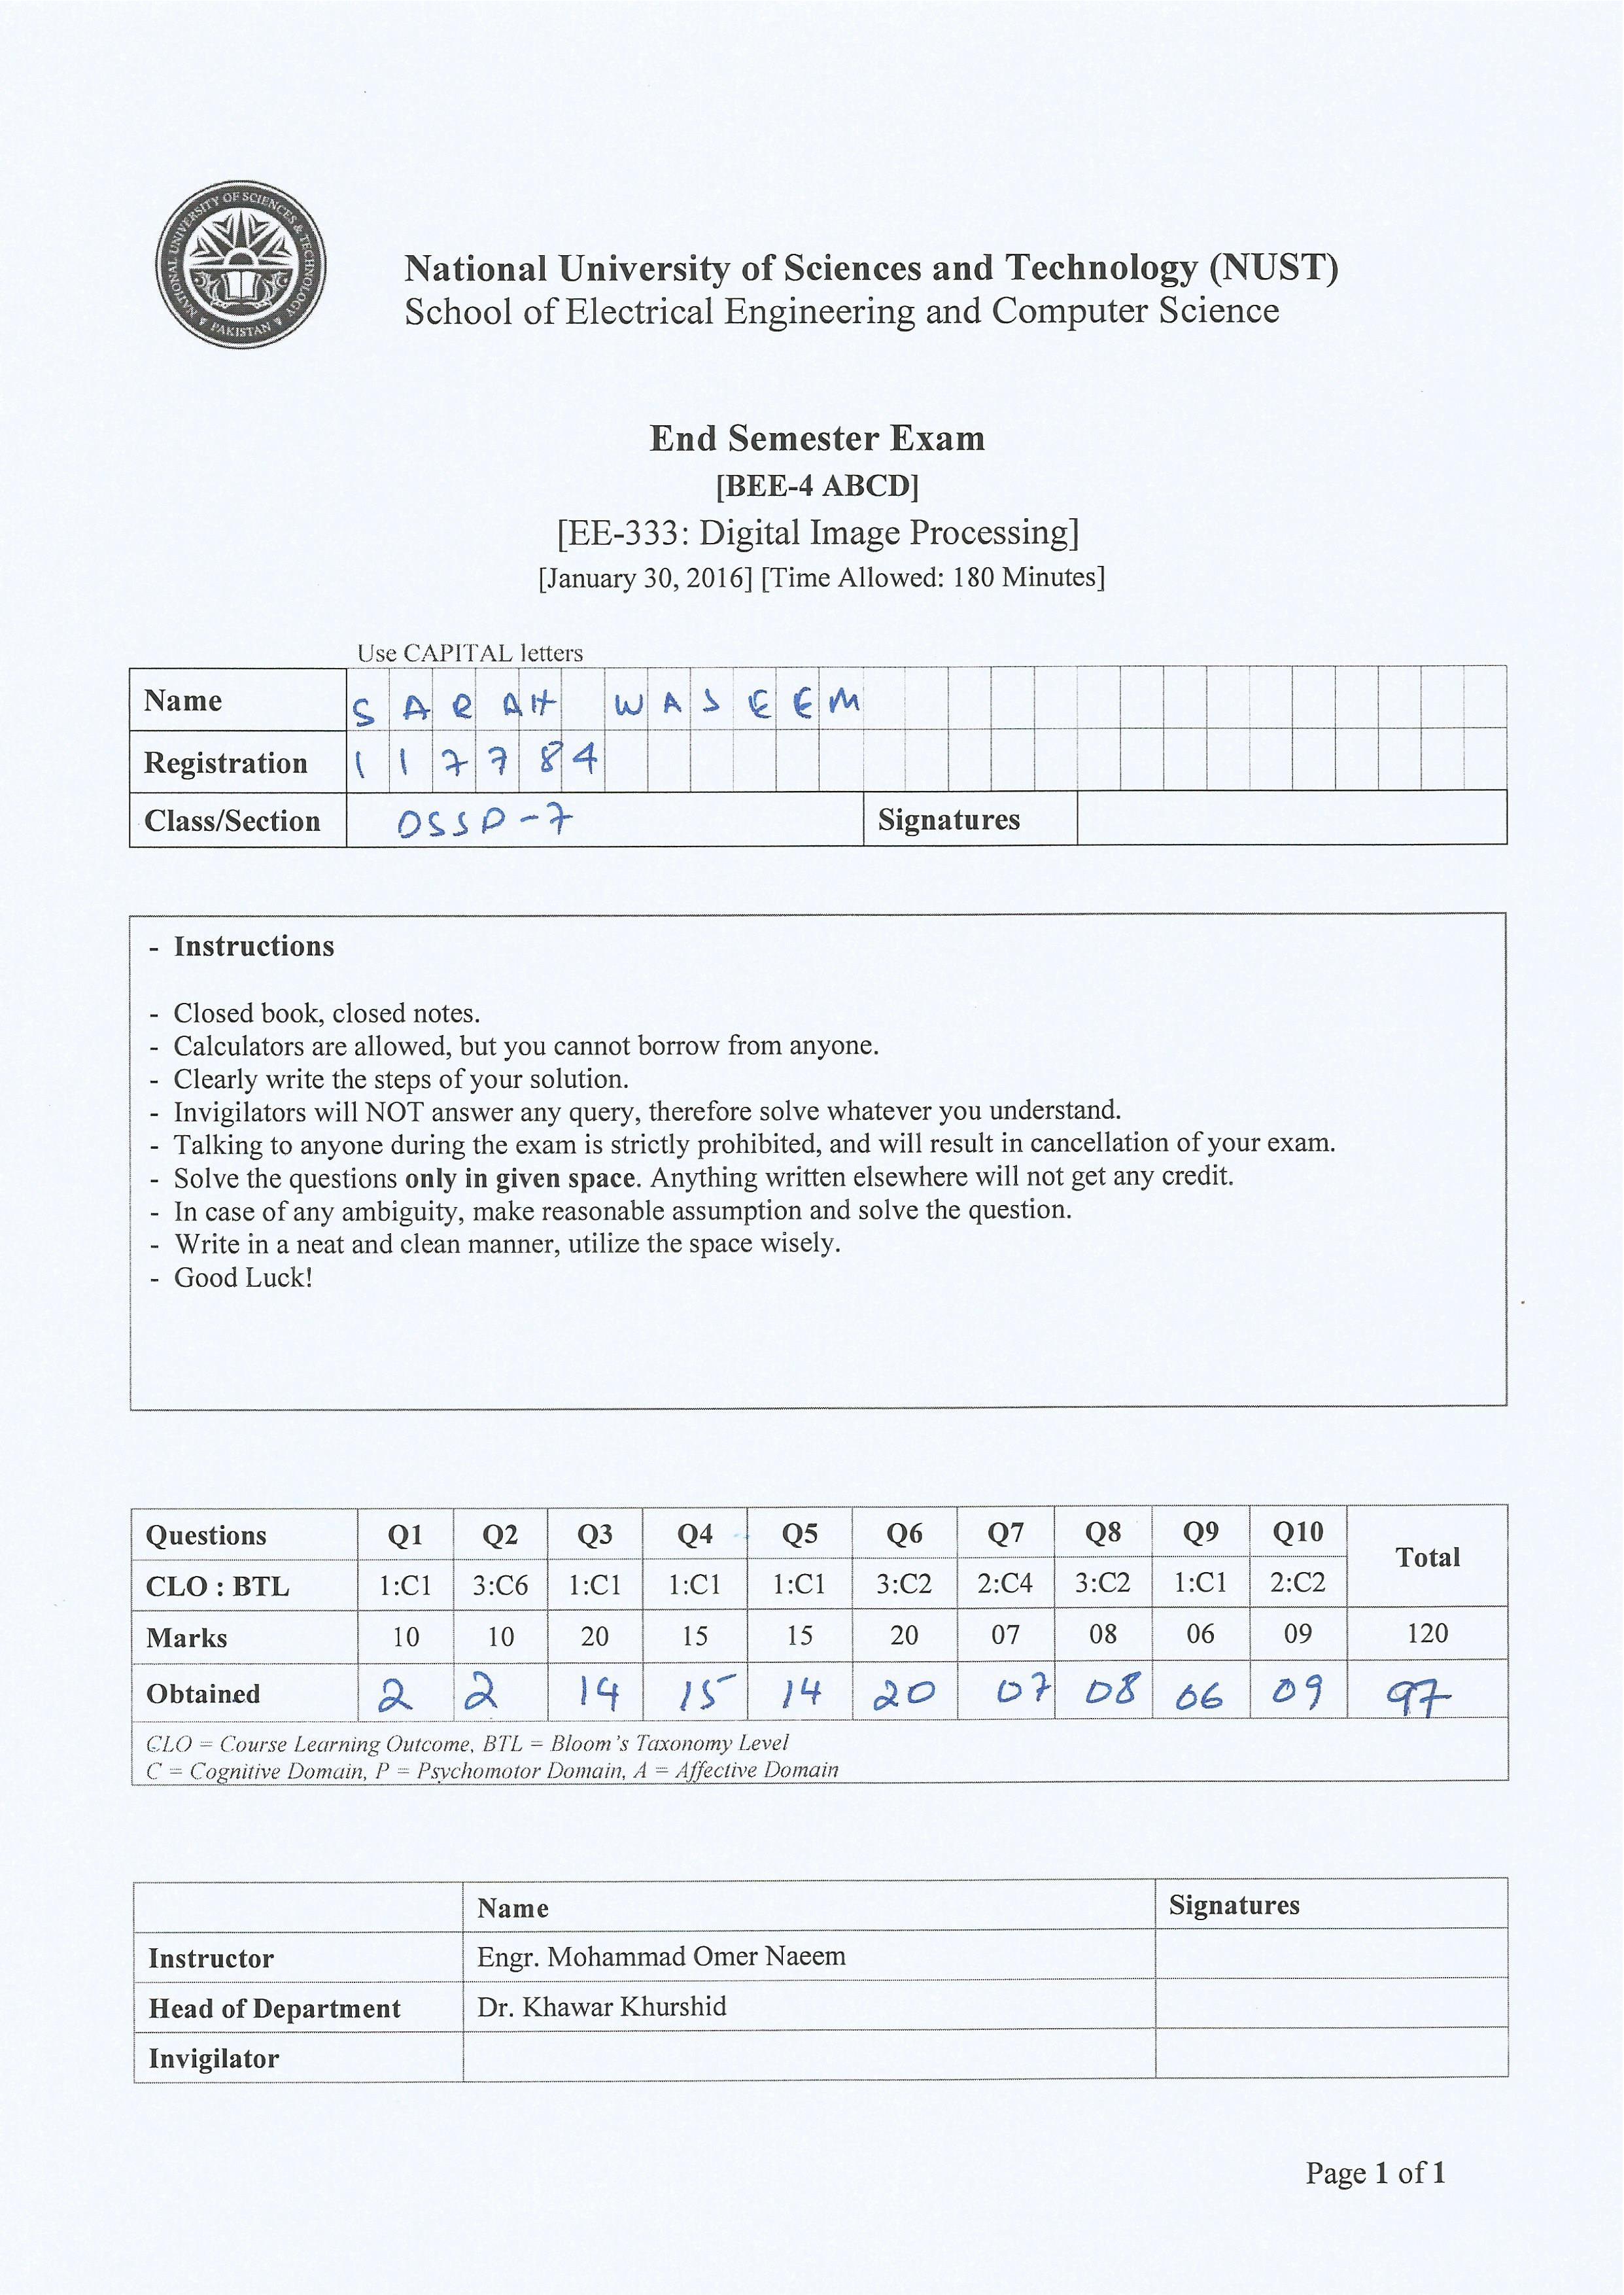 NATIONAL UNIVERSITY OF SCIENCES & TECHNOLOGY
PAKISTAN
National University of Sciences and Technology (NUST)
School of Electrical Engineering and Computer Science
End Semester Exam
[BEE-4 ABCD]
[EE-333: Digital Image Processing]
[January 30, 2016] [Time Allowed: 180 Minutes]
Use CAPITAL letters
Name SARAH WASEEM
Registration 117784
Class/Section OSSP-7 Signatures
- Instructions
- Closed book, closed notes.
- Calculators are allowed, but you cannot borrow from anyone.
- Clearly write the steps of your solution.
- Invigilators will NOT answer any query, therefore solve whatever you understand.
- Talking to anyone during the exam is strictly prohibited, and will result in cancellation of your exam.
- Solve the questions only in given space. Anything written elsewhere will not get any credit.
- In case of any ambiguity, make reasonable assumption and solve the question.
- Write in a neat and clean manner, utilize the space wisely.
- Good Luck!
Questions Q1 Q2 Q3 Q4 Q5 Q6 Q7 Q8 Q9 Q10 Total
CLO : BTL 1:C1 3:C6 1:C1 1:C1 1:C1 3:C2 2:C4 3:C2 1:C1 2:C2
Marks 10 10 20 15 15 20 07 08 06 09 120
Obtained 2 2 14 15 14 20 07 08 06 09 97
CLO = Course Learning Outcome, BTL = Bloom's Taxonomy Level
C = Cognitive Domain, P = Psychomotor Domain, A = Affective Domain
Name Signatures
Instructor Engr. Mohammad Omer Naeem
Head of Department Dr. Khawar Khurshid
Invigilator
Page 1 of 1